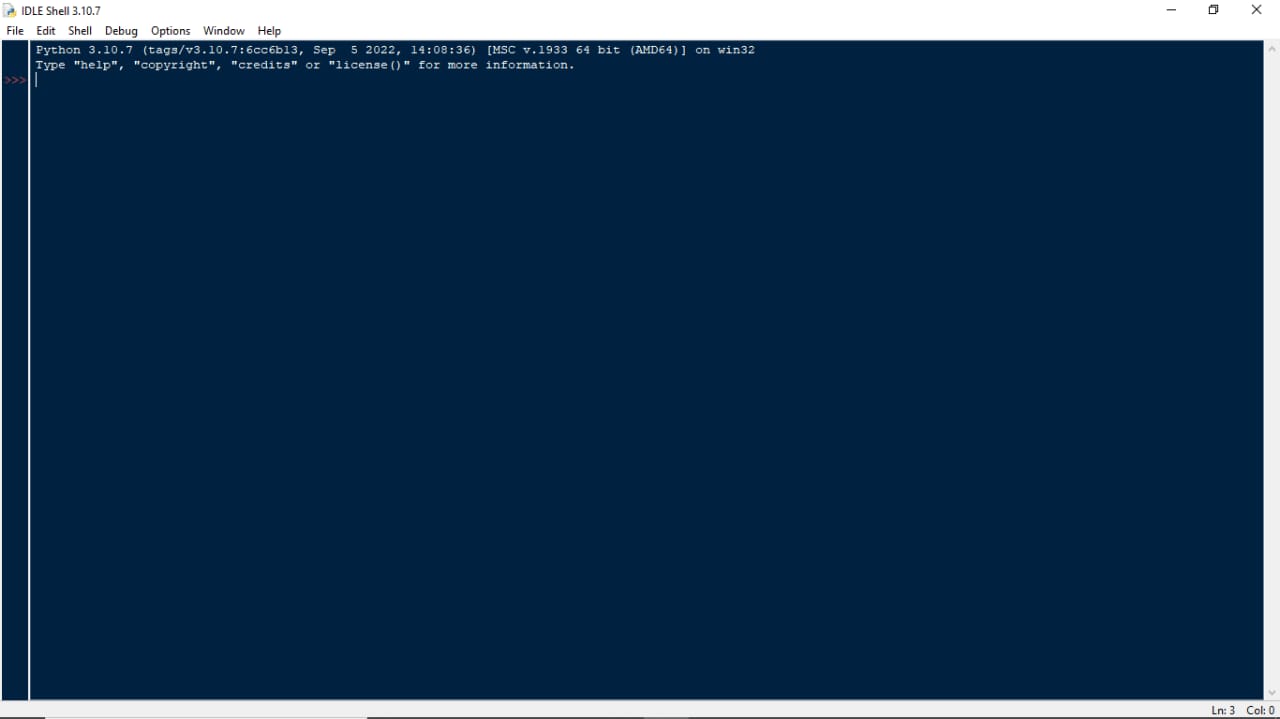 IDLE Shell 3.10.7
File Edit Shell Debug Options Window Help
Python 3.10.7 (tags/v3.10.7:6cc6b13, Sep  5 2022, 14:08:36) [MSC v.1933 64 bit (AMD64)] on win32
Type "help", "copyright", "credits" or "license()" for more information.
>>>
Ln: 3 Col: 0